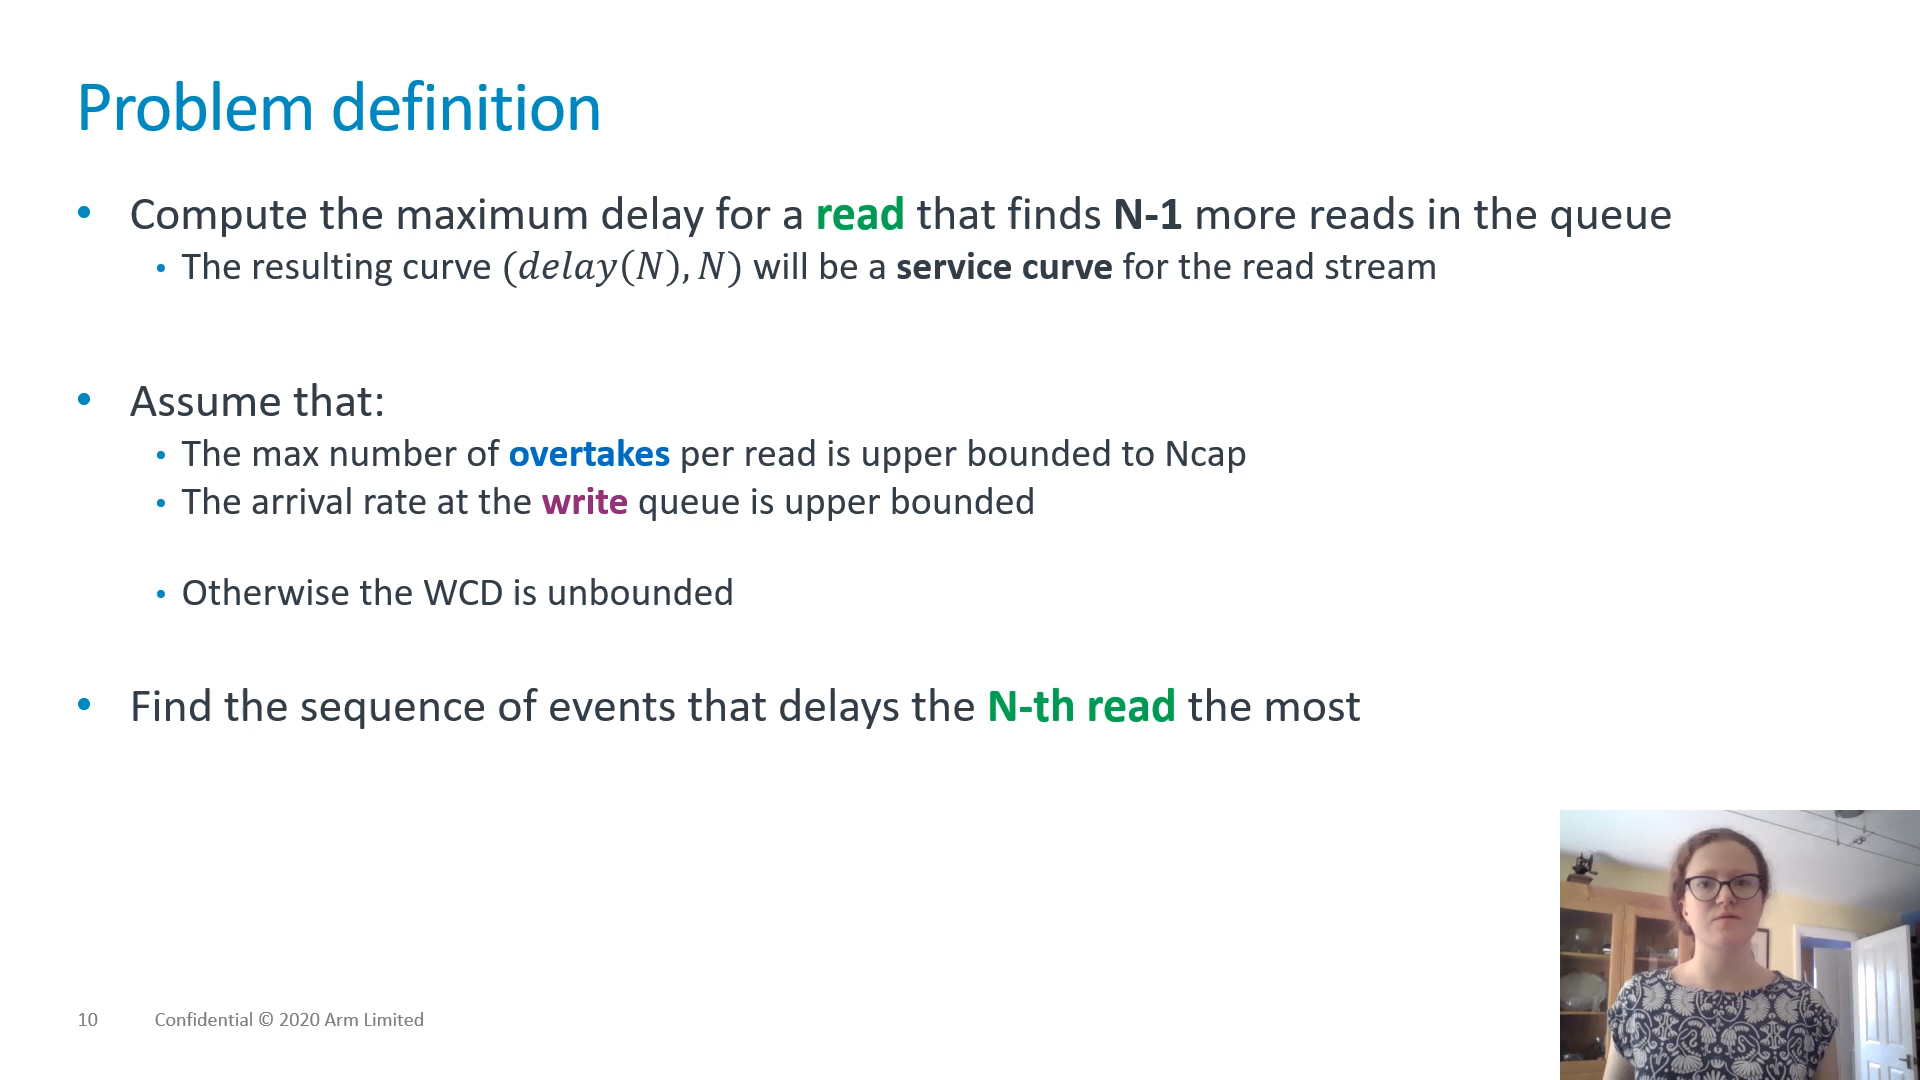 Problem definition
• Compute the maximum delay for a read that finds N-1 more reads in the queue
• The resulting curve (delay(N), N) will be a service curve for the read stream
• Assume that:
• The max number of overtakes per read is upper bounded to Ncap
• The arrival rate at the write queue is upper bounded
• Otherwise the WCD is unbounded
• Find the sequence of events that delays the N-th read the most
10 Confidential © 2020 Arm Limited